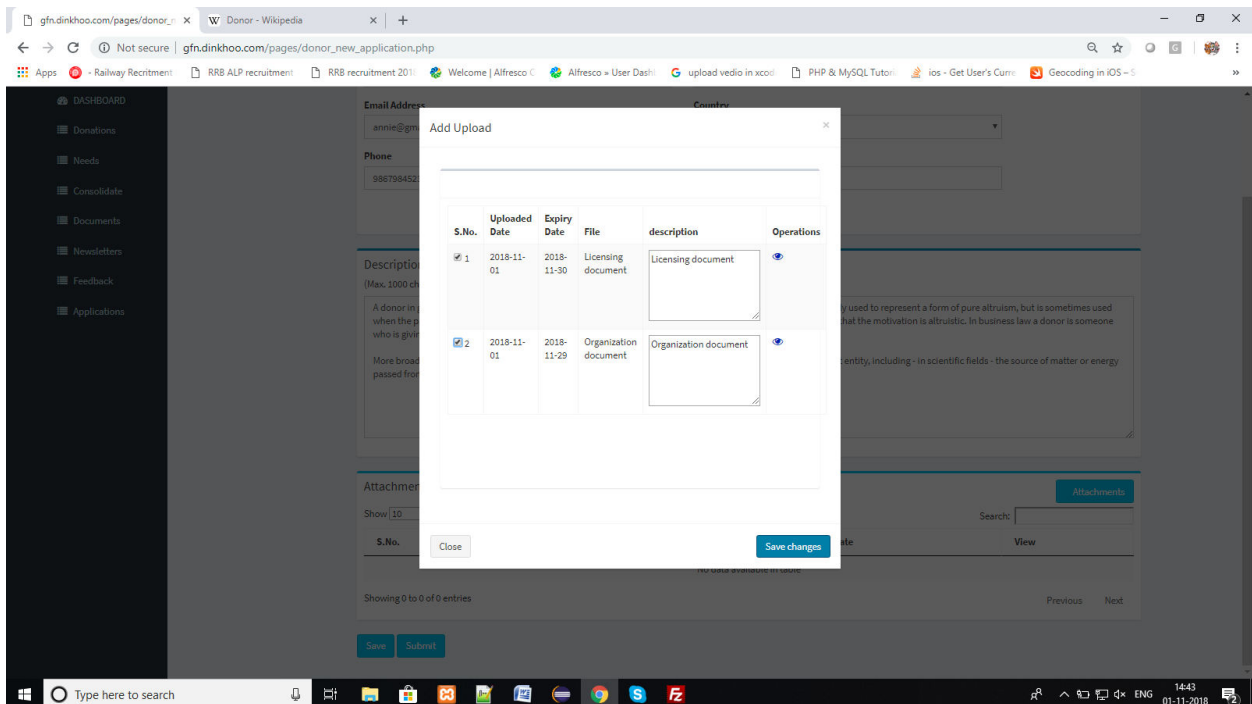 gfn.dinkhoo.com/pages/donor_n
W Donor - Wikipedia
Not secure | gfn.dinkhoo.com/pages/donor_new_application.php
Apps
- Railway Recritment
RRB ALP recruitment
RRB recruitment 201
Welcome | Alfresco C
Alfresco » User Dash
G upload vedio in xcod
PHP & MySQL Tutori
ios - Get User's Curre
Geocoding in iOS – S
DASHBOARD
Donations
Needs
Consolidate
Documents
Newsletters
Feedback
Applications
Email Address
Country
annie@gm
Phone
986798452
Add Upload
×
S.No.
Uploaded Date
Expiry Date
File
description
Operations
1
2018-11-01
2018-11-30
Licensing document
Licensing document
2
2018-11-01
2018-11-29
Organization document
Organization document
Close
Save changes
Descriptio
(Max. 1000 ch
A donor in
y used to represent a form of pure altruism, but is sometimes used
when the p
hat the motivation is altruistic. In business law a donor is someone
who is givin
More broad
entity, including - in scientific fields - the source of matter or energy
passed from
Attachmen
Attachments
Show 10
Search:
S.No.
ate
View
No data available in table
Showing 0 to 0 of 0 entries
Previous
Next
Save
Submit
Type here to search
ENG
14:43
01-11-2018